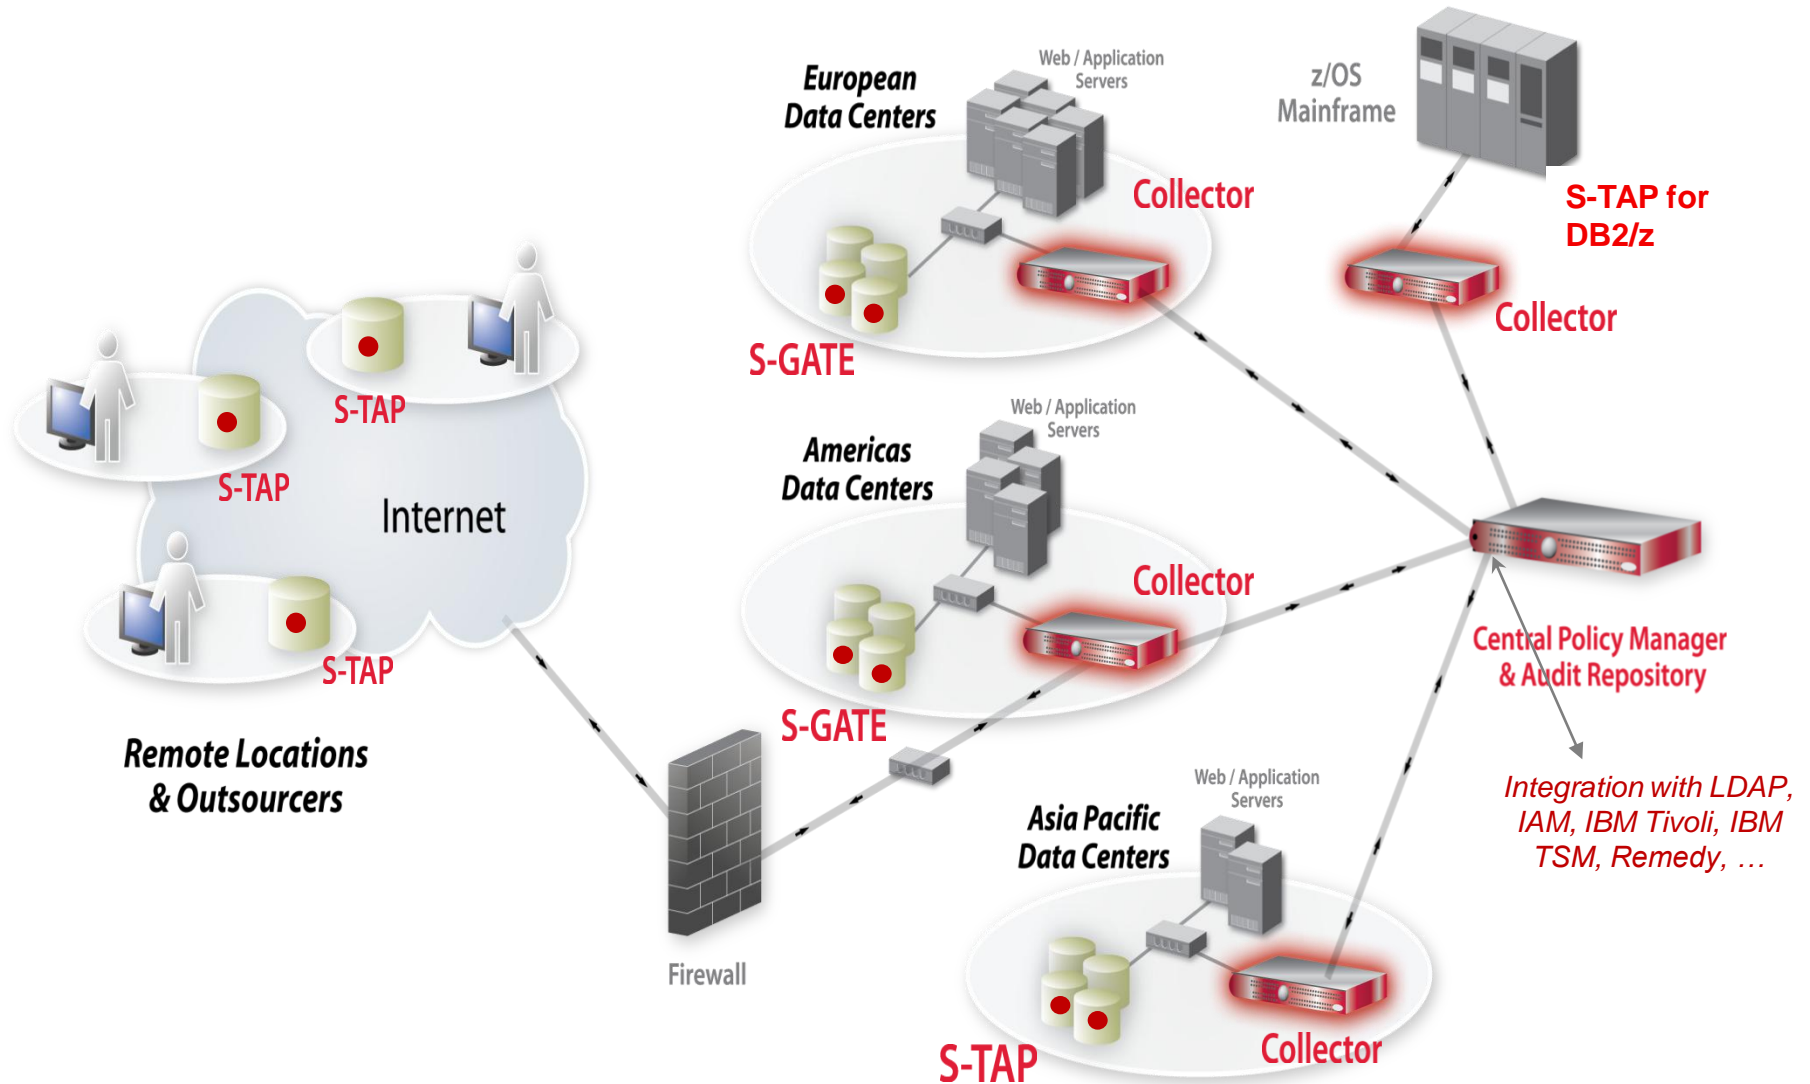 Web / Application
Servers
European
Data Centers
Collector
S-GATE
z/OS
Mainframe
S-TAP for
DB2/z
Collector
S-TAP
S-TAP
Internet
S-TAP
Remote Locations
& Outsourcers
Web / Application
Servers
Americas
Data Centers
Collector
S-GATE
Firewall
Central Policy Manager
& Audit Repository
Integration with LDAP,
IAM, IBM Tivoli, IBM
TSM, Remedy, …
Web / Application
Servers
Asia Pacific
Data Centers
S-TAP
Collector